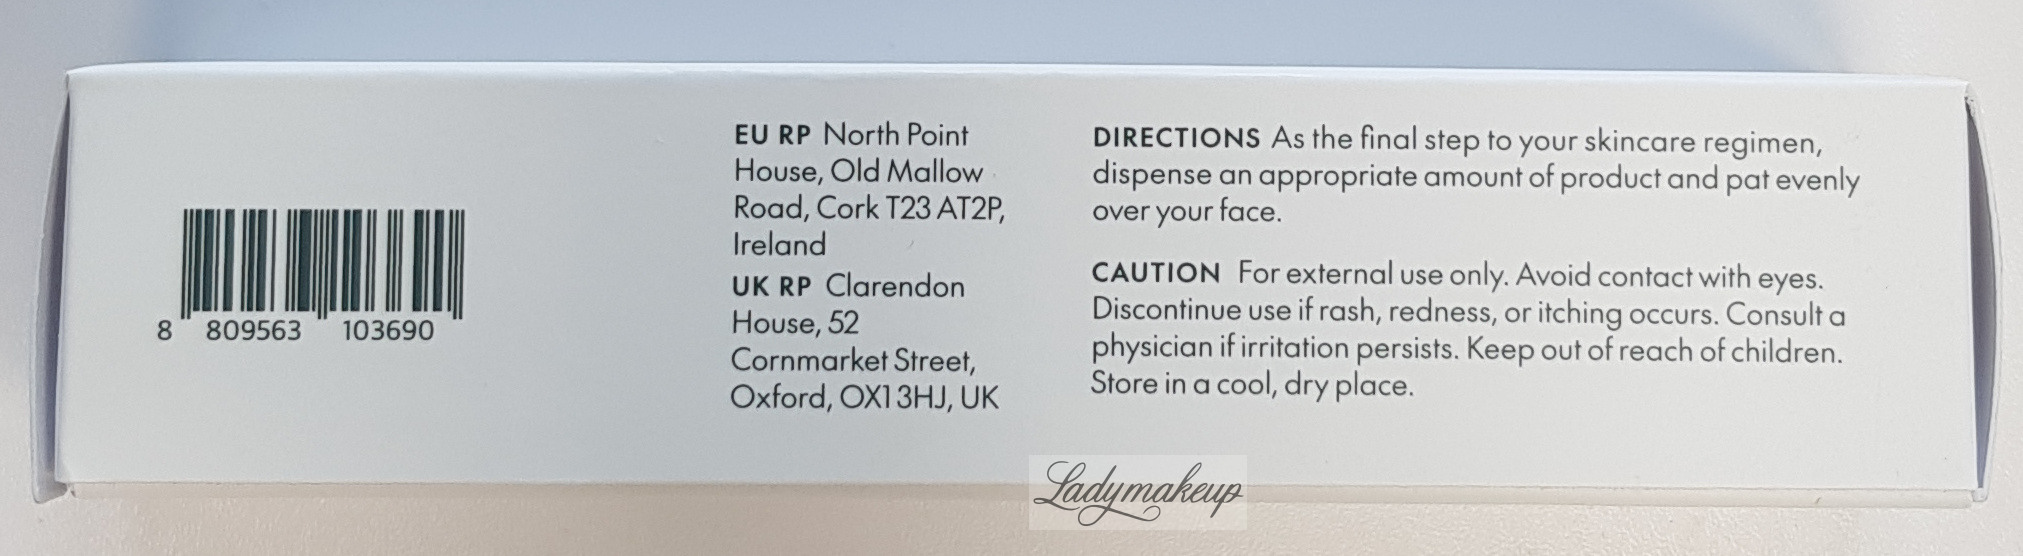 8 809563 103690
EU RP North Point
House, Old Mallow
Road, Cork T23 AT2P,
Ireland
UK RP Clarendon
House, 52
Cornmarket Street,
Oxford, OX1 3HJ, UK
DIRECTIONS As the final step to your skincare regimen,
dispense an appropriate amount of product and pat evenly
over your face.
CAUTION For external use only. Avoid contact with eyes.
Discontinue use if rash, redness, or itching occurs. Consult a
physician if irritation persists. Keep out of reach of children.
Store in a cool, dry place.
Ladymakeup